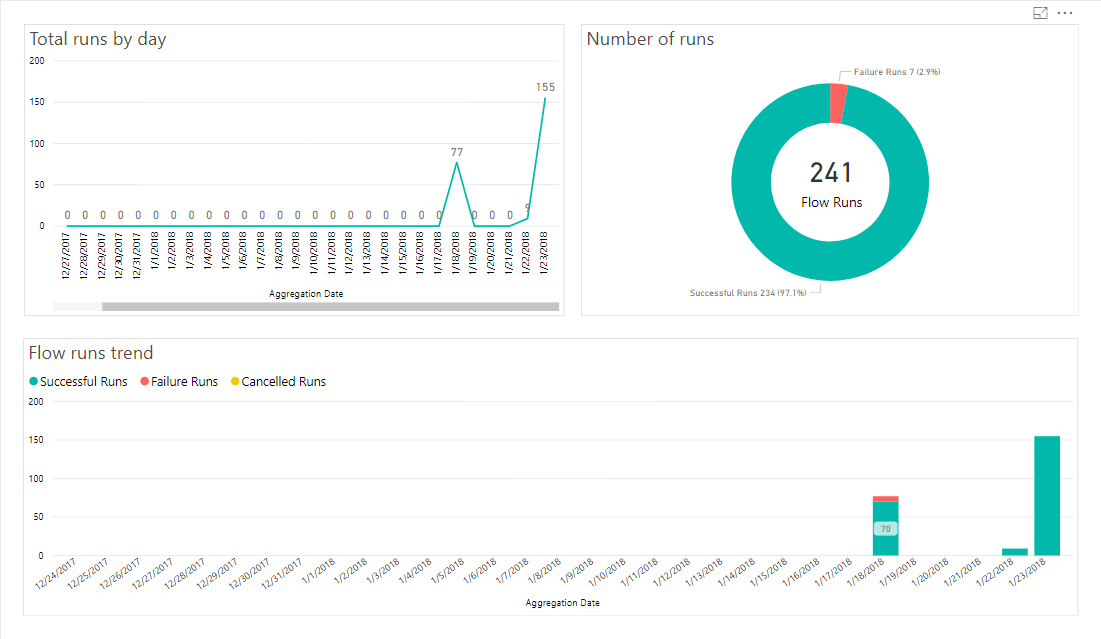 Total runs by day
200
150
100
50
0
155
77
0 0 0 0 0 0 0 0 0 0 0 0 0 0 0 0 0 0 0 0 0 0 0 0 0 9
12/27/2017 12/28/2017 12/29/2017 12/30/2017 12/31/2017 1/1/2018 1/2/2018 1/3/2018 1/4/2018 1/5/2018 1/6/2018 1/7/2018 1/8/2018 1/9/2018 1/10/2018 1/11/2018 1/12/2018 1/13/2018 1/14/2018 1/15/2018 1/16/2018 1/17/2018 1/18/2018 1/19/2018 1/20/2018 1/21/2018 1/22/2018 1/23/2018
Aggregation Date
Number of runs
Failure Runs 7 (2.9%)
241
Flow Runs
Successful Runs 234 (97.1%)
Flow runs trend
Successful Runs Failure Runs Cancelled Runs
200
150
100
50
0
70
12/24/2017 12/25/2017 12/26/2017 12/27/2017 12/28/2017 12/29/2017 12/30/2017 12/31/2017 1/1/2018 1/2/2018 1/3/2018 1/4/2018 1/5/2018 1/6/2018 1/7/2018 1/8/2018 1/9/2018 1/10/2018 1/11/2018 1/12/2018 1/13/2018 1/14/2018 1/15/2018 1/16/2018 1/17/2018 1/18/2018 1/19/2018 1/20/2018 1/21/2018 1/22/2018 1/23/2018
Aggregation Date